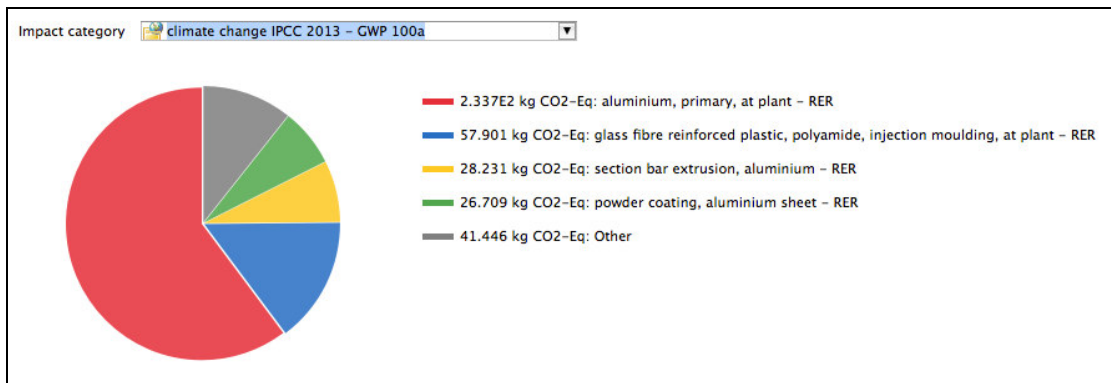 Impact category climate change IPCC 2013 – GWP 100a
2.337E2 kg CO2-Eq: aluminium, primary, at plant – RER
57.901 kg CO2-Eq: glass fibre reinforced plastic, polyamide, injection moulding, at plant – RER
28.231 kg CO2-Eq: section bar extrusion, aluminium – RER
26.709 kg CO2-Eq: powder coating, aluminium sheet – RER
41.446 kg CO2-Eq: Other